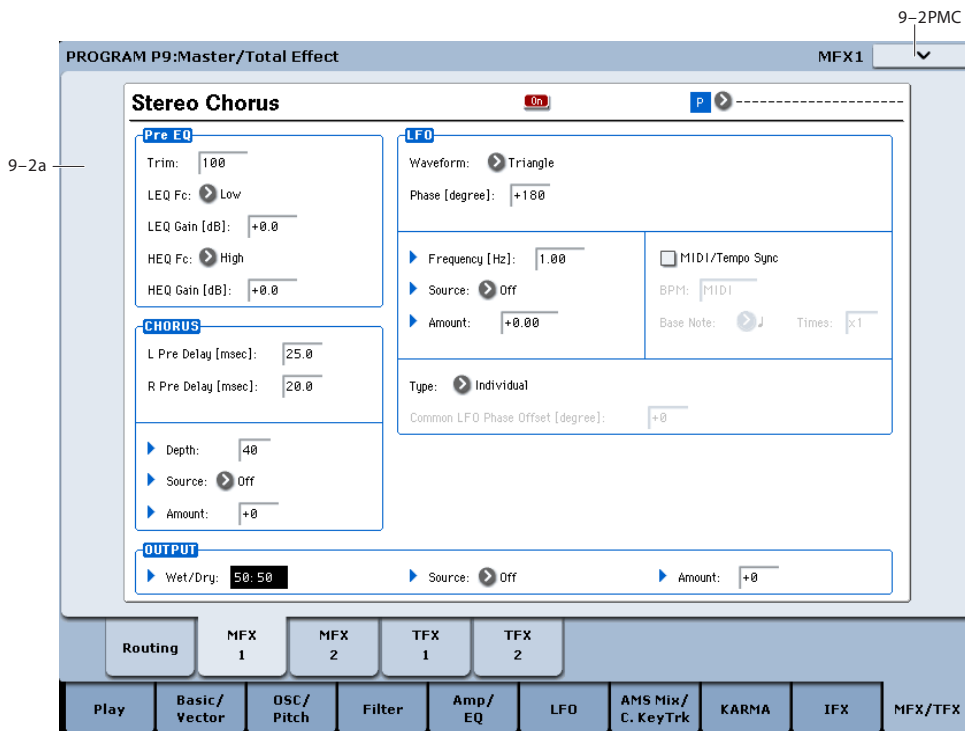 9–2PMC
PROGRAM P9:Master/Total Effect MFX1
9–2a
Stereo Chorus On P --------------------
Pre EQ
Trim: 100
LEQ Fc: Low
LEQ Gain [dB]: +0.0
HEQ Fc: High
HEQ Gain [dB]: +0.0
LFO
Waveform: Triangle
Phase [degree]: +180
Frequency [Hz]: 1.00
Source: Off
Amount: +0.00
MIDI/Tempo Sync
BPM: MIDI
Base Note: ♩ Times: x1
Type: Individual
Common LFO Phase Offset [degree]: +0
CHORUS
L Pre Delay [msec]: 25.0
R Pre Delay [msec]: 20.0
Depth: 40
Source: Off
Amount: +0
OUTPUT
Wet/Dry: 50:50 Source: Off Amount: +0
Routing
MFX
1
MFX
2
TFX
1
TFX
2
Play
Basic/
Vector
OSC/
Pitch
Filter
Amp/
EQ
LFO
AMS Mix/
C. KeyTrk
KARMA
IFX
MFX/TFX